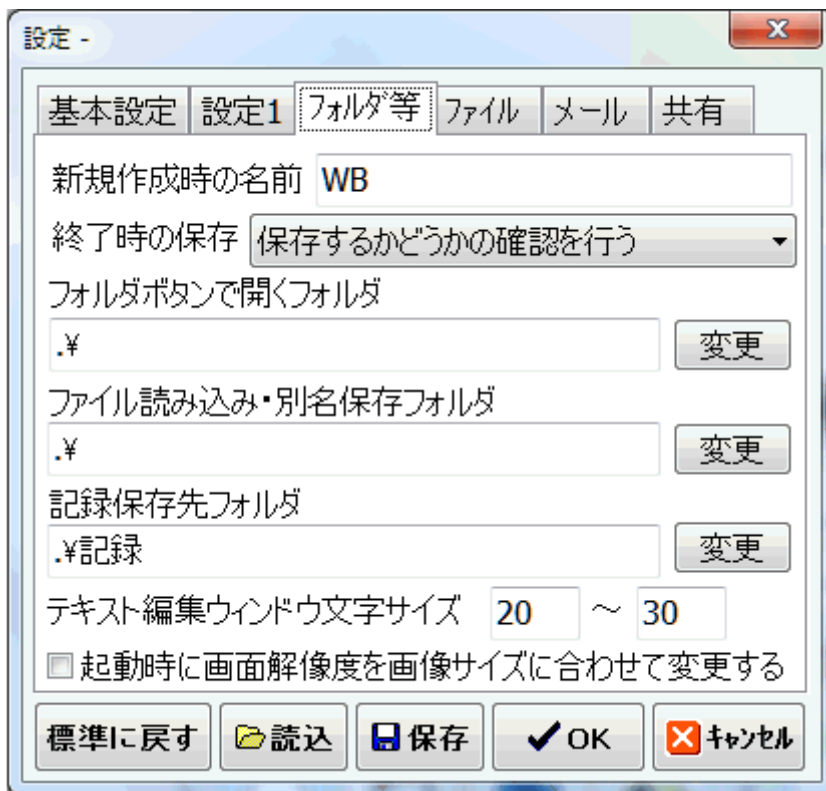 設定 -
基本設定 設定1 フォルダ等 ファイル メール 共有
新規作成時の名前 WB
終了時の保存 保存するかどうかの確認を行う
フォルダボタンで開くフォルダ
.¥ 変更
ファイル読み込み・別名保存フォルダ
.¥ 変更
記録保存先フォルダ
.¥記録 変更
テキスト編集ウィンドウ文字サイズ 20 ～ 30
起動時に画面解像度を画像サイズに合わせて変更する
標準に戻す 読込 保存 OK キャンセル